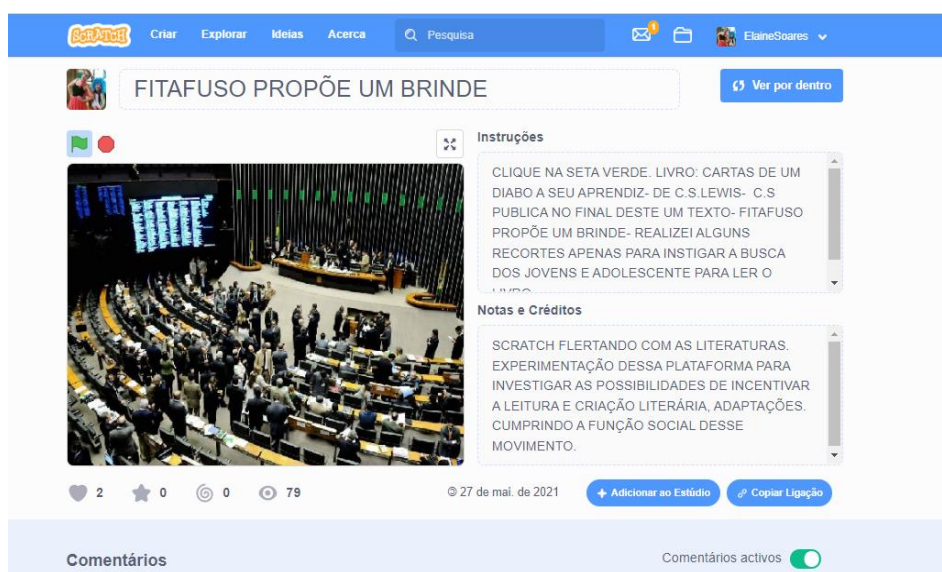 SCRATCH Criar Explorar Ideias Acerca Pesquisa 1 ElaineSoares
FITAFUSO PROPÕE UM BRINDE
Ver por dentro
Instruções
CLIQUE NA SETA VERDE. LIVRO: CARTAS DE UM
DIABO A SEU APRENDIZ- DE C.S.LEWIS- C.S
PUBLICA NO FINAL DESTE UM TEXTO- FITAFUSO
PROPÕE UM BRINDE- REALIZEI ALGUNS
RECORTES APENAS PARA INSTIGAR A BUSCA
DOS JOVENS E ADOLESCENTE PARA LER O
Notas e Créditos
SCRATCH FLERTANDO COM AS LITERATURAS.
EXPERIMENTAÇÃO DESSA PLATAFORMA PARA
INVESTIGAR AS POSSIBILIDADES DE INCENTIVAR
A LEITURA E CRIAÇÃO LITERÁRIA, ADAPTAÇÕES.
CUMPRINDO A FUNÇÃO SOCIAL DESSE
MOVIMENTO.
2 0 0 79 © 27 de mai. de 2021 Adicionar ao Estúdio Copiar Ligação
Comentários Comentários activos